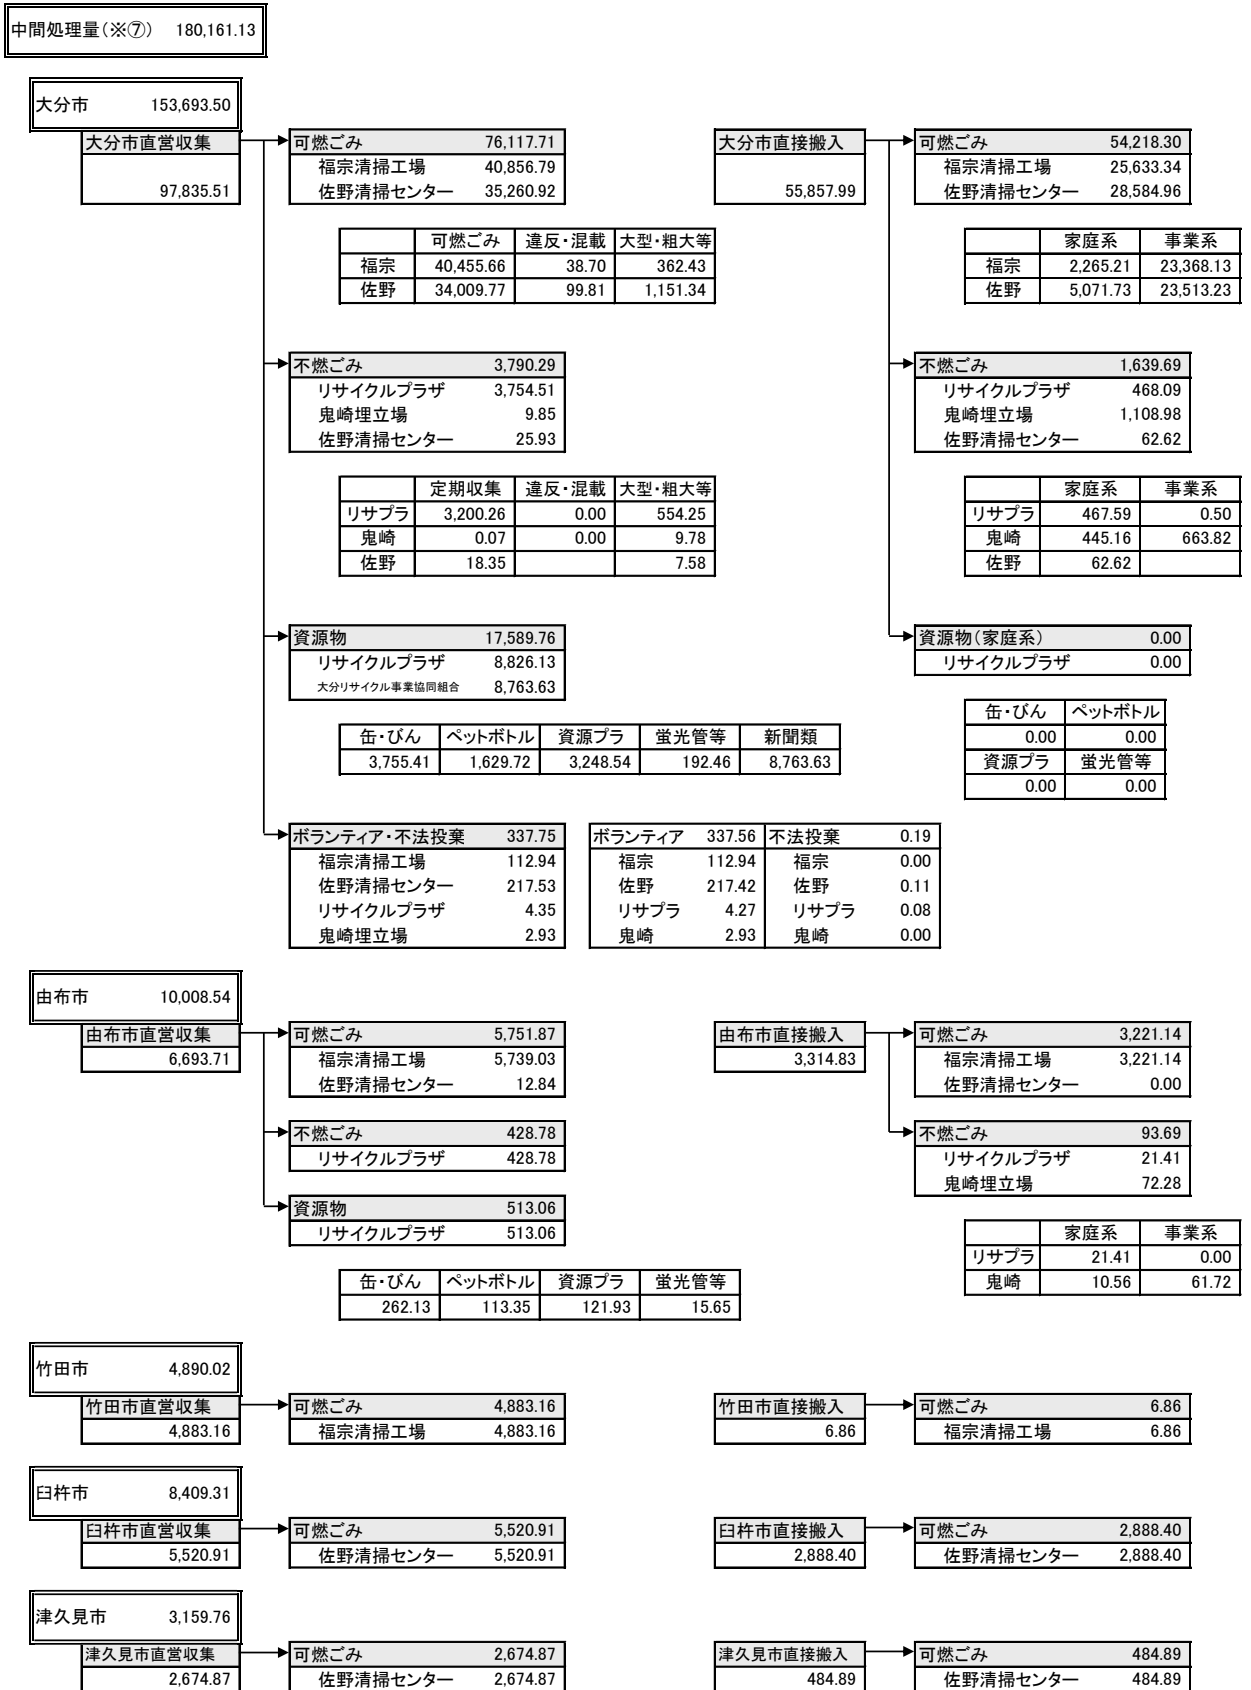 中間処理量(※⑦) 180,161.13
大分市 153,693.50
大分市直営収集 97,835.51
可燃ごみ 76,117.71
福宗清掃工場 40,856.79
佐野清掃センター 35,260.92
可燃ごみ 違反・混載 大型・粗大等
福宗 40,455.66 38.70 362.43
佐野 34,009.77 99.81 1,151.34
不燃ごみ 3,790.29
リサイクルプラザ 3,754.51
鬼崎埋立場 9.85
佐野清掃センター 25.93
定期収集 違反・混載 大型・粗大等
リサプラ 3,200.26 0.00 554.25
鬼崎 0.07 0.00 9.78
佐野 18.35 7.58
資源物 17,589.76
リサイクルプラザ 8,826.13
大分リサイクル事業協同組合 8,763.63
缶・びん ペットボトル 資源プラ 蛍光管等 新聞類
3,755.41 1,629.72 3,248.54 192.46 8,763.63
ボランティア・不法投棄 337.75
福宗清掃工場 112.94
佐野清掃センター 217.53
リサイクルプラザ 4.35
鬼崎埋立場 2.93
ボランティア 337.56 不法投棄 0.19
福宗 112.94 福宗 0.00
佐野 217.42 佐野 0.11
リサプラ 4.27 リサプラ 0.08
鬼崎 2.93 鬼崎 0.00
大分市直接搬入 55,857.99
可燃ごみ 54,218.30
福宗清掃工場 25,633.34
佐野清掃センター 28,584.96
家庭系 事業系
福宗 2,265.21 23,368.13
佐野 5,071.73 23,513.23
不燃ごみ 1,639.69
リサイクルプラザ 468.09
鬼崎埋立場 1,108.98
佐野清掃センター 62.62
家庭系 事業系
リサプラ 467.59 0.50
鬼崎 445.16 663.82
佐野 62.62
資源物(家庭系) 0.00
リサイクルプラザ 0.00
缶・びん ペットボトル
0.00 0.00
資源プラ 蛍光管等
0.00 0.00
由布市 10,008.54
由布市直営収集 6,693.71
可燃ごみ 5,751.87
福宗清掃工場 5,739.03
佐野清掃センター 12.84
不燃ごみ 428.78
リサイクルプラザ 428.78
資源物 513.06
リサイクルプラザ 513.06
缶・びん ペットボトル 資源プラ 蛍光管等
262.13 113.35 121.93 15.65
由布市直接搬入 3,314.83
可燃ごみ 3,221.14
福宗清掃工場 3,221.14
佐野清掃センター 0.00
不燃ごみ 93.69
リサイクルプラザ 21.41
鬼崎埋立場 72.28
家庭系 事業系
リサプラ 21.41 0.00
鬼崎 10.56 61.72
竹田市 4,890.02
竹田市直営収集 4,883.16
可燃ごみ 4,883.16
福宗清掃工場 4,883.16
竹田市直接搬入 6.86
可燃ごみ 6.86
福宗清掃工場 6.86
臼杵市 8,409.31
臼杵市直営収集 5,520.91
可燃ごみ 5,520.91
佐野清掃センター 5,520.91
臼杵市直接搬入 2,888.40
可燃ごみ 2,888.40
佐野清掃センター 2,888.40
津久見市 3,159.76
津久見市直営収集 2,674.87
可燃ごみ 2,674.87
佐野清掃センター 2,674.87
津久見市直接搬入 484.89
可燃ごみ 484.89
佐野清掃センター 484.89